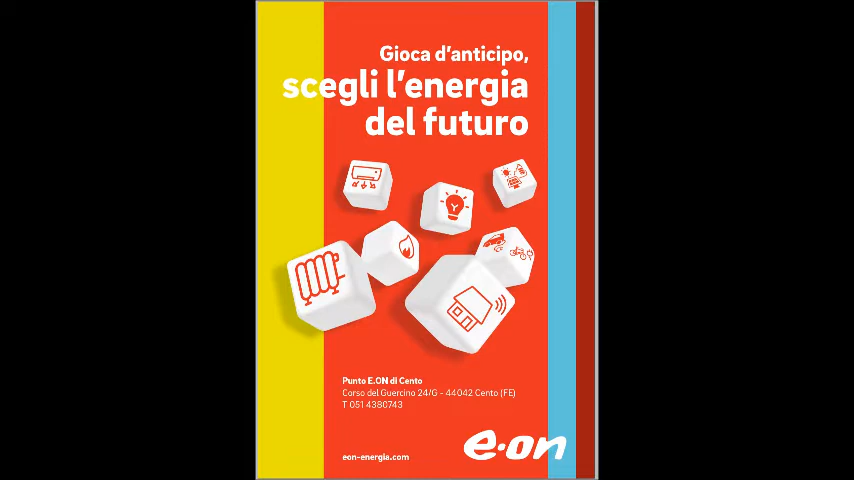 Gioca d'anticipo,
scegli l'energia
del futuro
Punto E.ON di Cento
Corso del Guercino 24/G - 44042 Cento (FE)
T 051 4380743
eon-energia.com
e·on